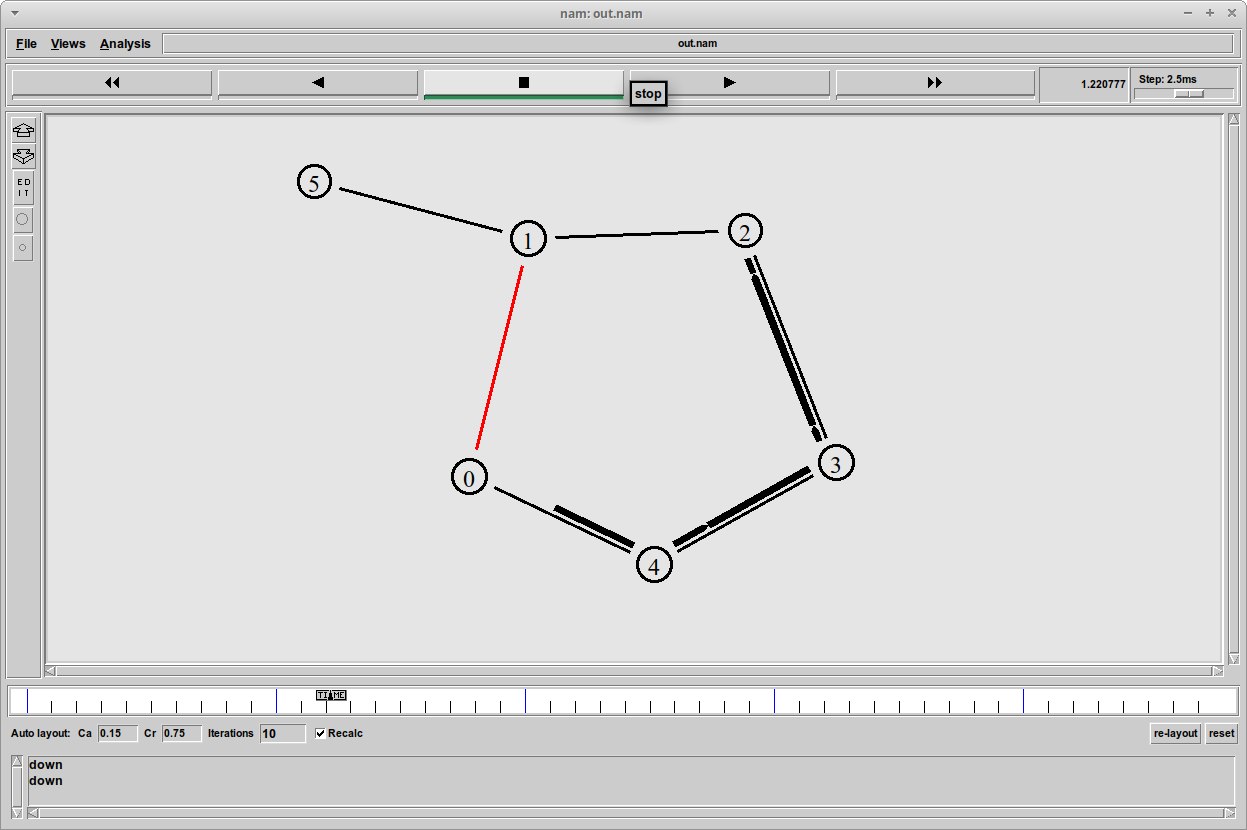 nam: out.nam
File Views Analysis out.nam
stop 1.220777 Step: 2.5ms
ED
IT
5
1
2
0
3
4
TIME
Auto layout: Ca 0.15 Cr 0.75 Iterations 10 Recalc re-layout reset
down
down